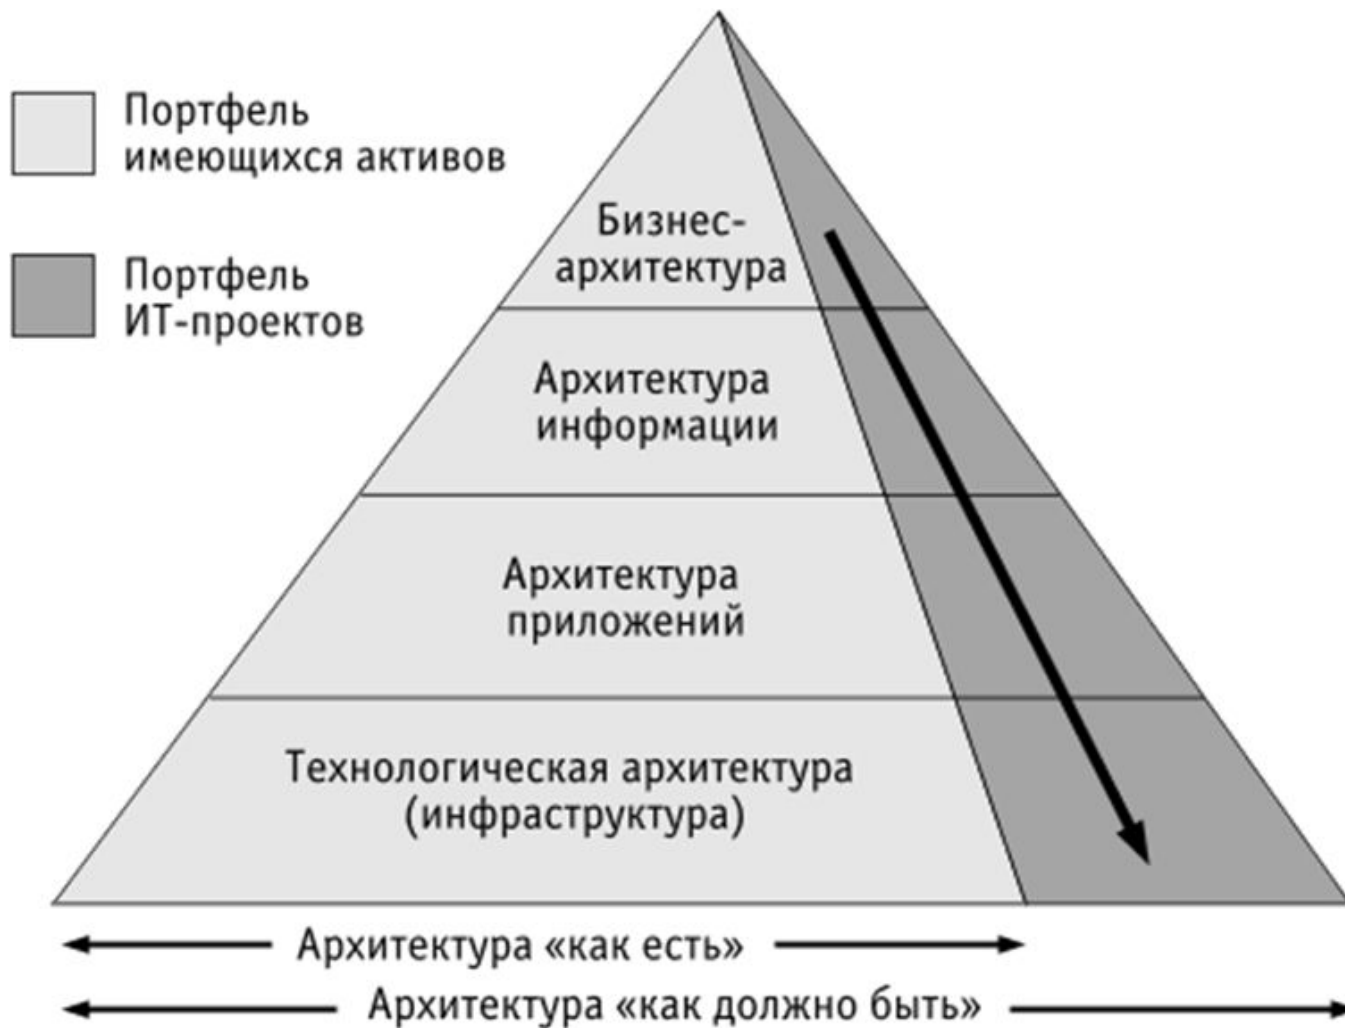 Портфель
имеющихся активов
Портфель
ИТ-проектов
Бизнес-
архитектура
Архитектура
информации
Архитектура
приложений
Технологическая архитектура
(инфраструктура)
Архитектура «как есть»
Архитектура «как должно быть»